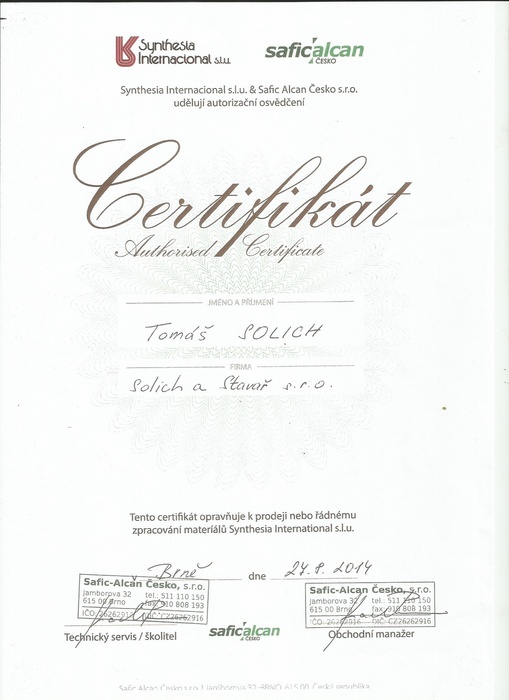 Synthesia
Internacional s.l.u.
safic alcan
ČESKO
Synthesia Internacional s.l.u. & Safic Alcan Česko s.r.o.
udělují autorizační osvědčení
Certifikát
Authorised Certificate
JMÉNO A PŘÍJMENÍ
Tomáš SOLICH
FIRMA
Solich a Stavař s.r.o.
Tento certifikát opravňuje k prodeji nebo řádnému
zpracování materiálů Synthesia International s.l.u.
Brně dne 27.8.2014
Safic-Alcan Česko, s.r.o.
Jamborova 32 tel.: 511 110 150
615 00 Brno fax: 910 808 193
IČO: 26262916 DIČ: CZ26262916
Technický servis / školitel
safic alcan
ČESKO
Safic-Alcan Česko, s.r.o.
Jamborova 32 tel.: 511 110 150
615 00 Brno fax: 910 808 193
IČO: 26262916 DIČ: CZ26262916
Obchodní manažer